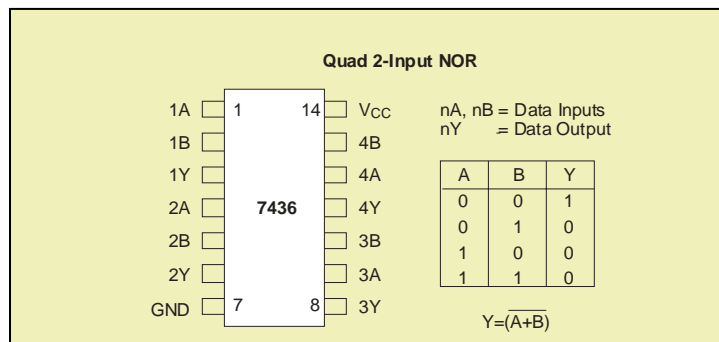 Quad 2-Input NOR
1A 1 14 VCC
1B 4B
1Y 4A
2A 7436 4Y
2B 3B
2Y 3A
GND 7 8 3Y
nA, nB = Data Inputs
nY = Data Output
A B Y
0 0 1
0 1 0
1 0 0
1 1 0
Y=(A+B)